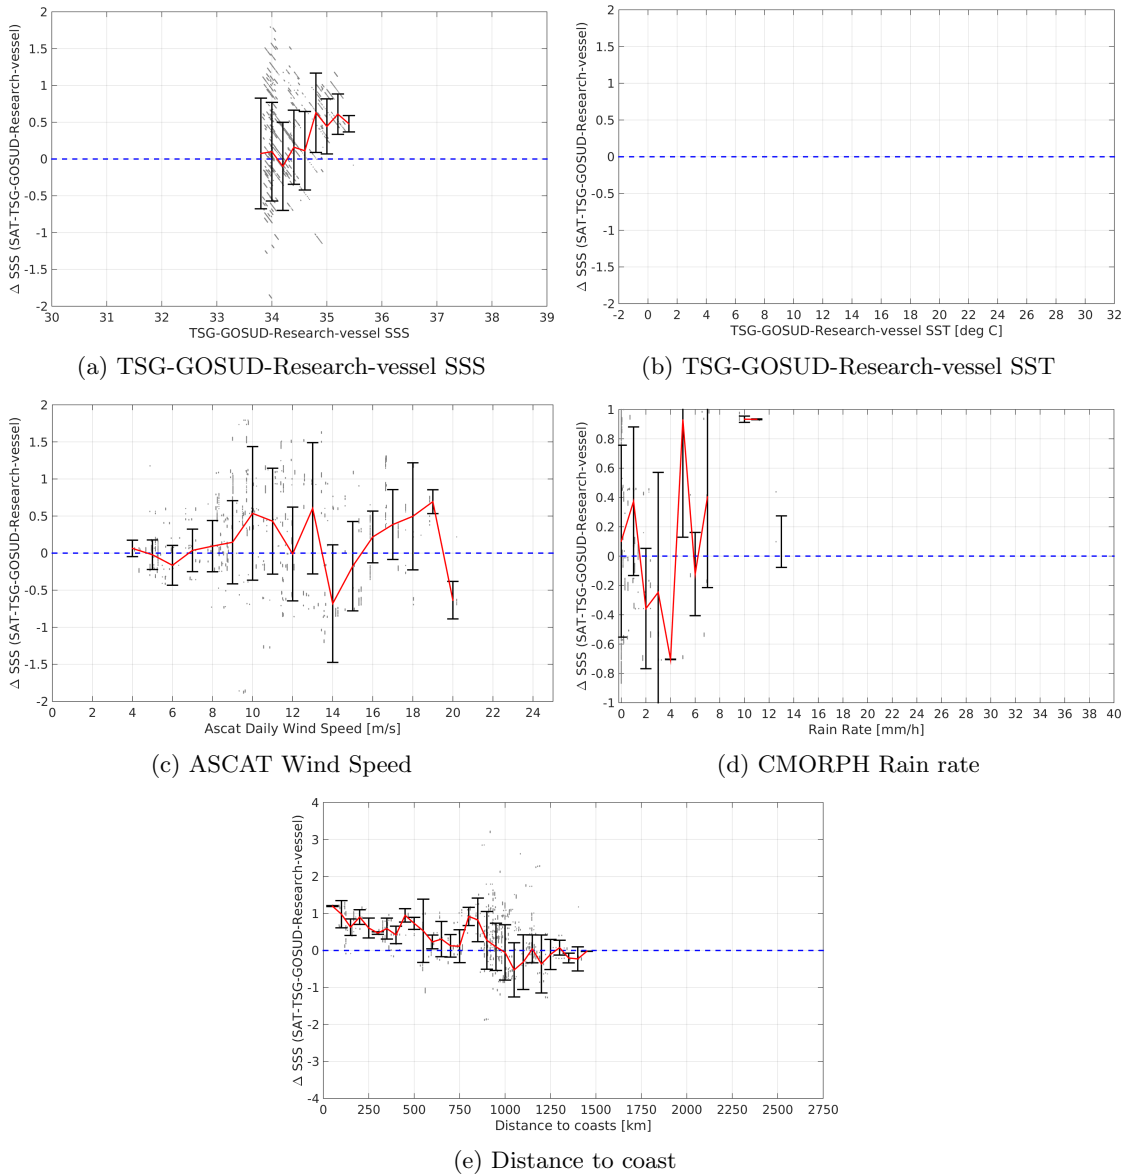 2
1.5
1
0.5
0
-0.5
-1
-1.5
-2
Δ SSS (SAT-TSG-GOSUD-Research-vessel)
30 31 32 33 34 35 36 37 38 39
TSG-GOSUD-Research-vessel SSS
(a) TSG-GOSUD-Research-vessel SSS
2
1.5
1
0.5
0
-0.5
-1
-1.5
-2
Δ SSS (SAT-TSG-GOSUD-Research-vessel)
-2 0 2 4 6 8 10 12 14 16 18 20 22 24 26 28 30 32
TSG-GOSUD-Research-vessel SST [deg C]
(b) TSG-GOSUD-Research-vessel SST
2
1.5
1
0.5
0
-0.5
-1
-1.5
-2
Δ SSS (SAT-TSG-GOSUD-Research-vessel)
0 2 4 6 8 10 12 14 16 18 20 22 24
Ascat Daily Wind Speed [m/s]
(c) ASCAT Wind Speed
1
0.8
0.6
0.4
0.2
0
-0.2
-0.4
-0.6
-0.8
-1
Δ SSS (SAT-TSG-GOSUD-Research-vessel)
0 2 4 6 8 10 12 14 16 18 20 22 24 26 28 30 32 34 36 38 40
Rain Rate [mm/h]
(d) CMORPH Rain rate
4
3
2
1
0
-1
-2
-3
-4
Δ SSS (SAT-TSG-GOSUD-Research-vessel)
0 250 500 750 1000 1250 1500 1750 2000 2250 2500 2750
Distance to coasts [km]
(e) Distance to coast